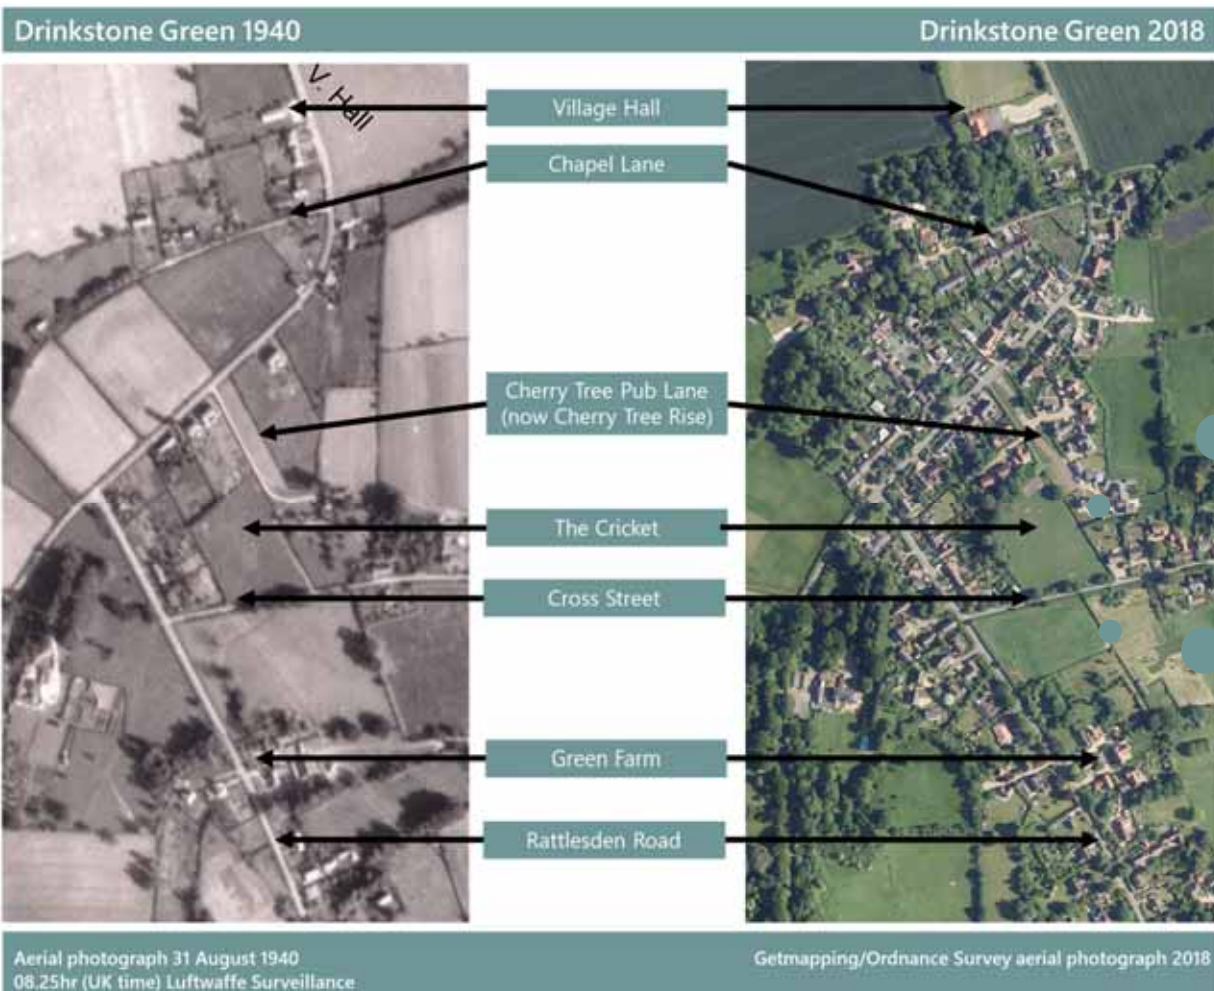 Drinkstone Green 1940
Drinkstone Green 2018
V. Hall
Village Hall
Chapel Lane
Cherry Tree Pub Lane
(now Cherry Tree Rise)
The Cricket
Cross Street
Green Farm
Rattlesden Road
Aerial photograph 31 August 1940
08.25hr (UK time) Luftwaffe Surveillance
Getmapping/Ordnance Survey aerial photograph 2018